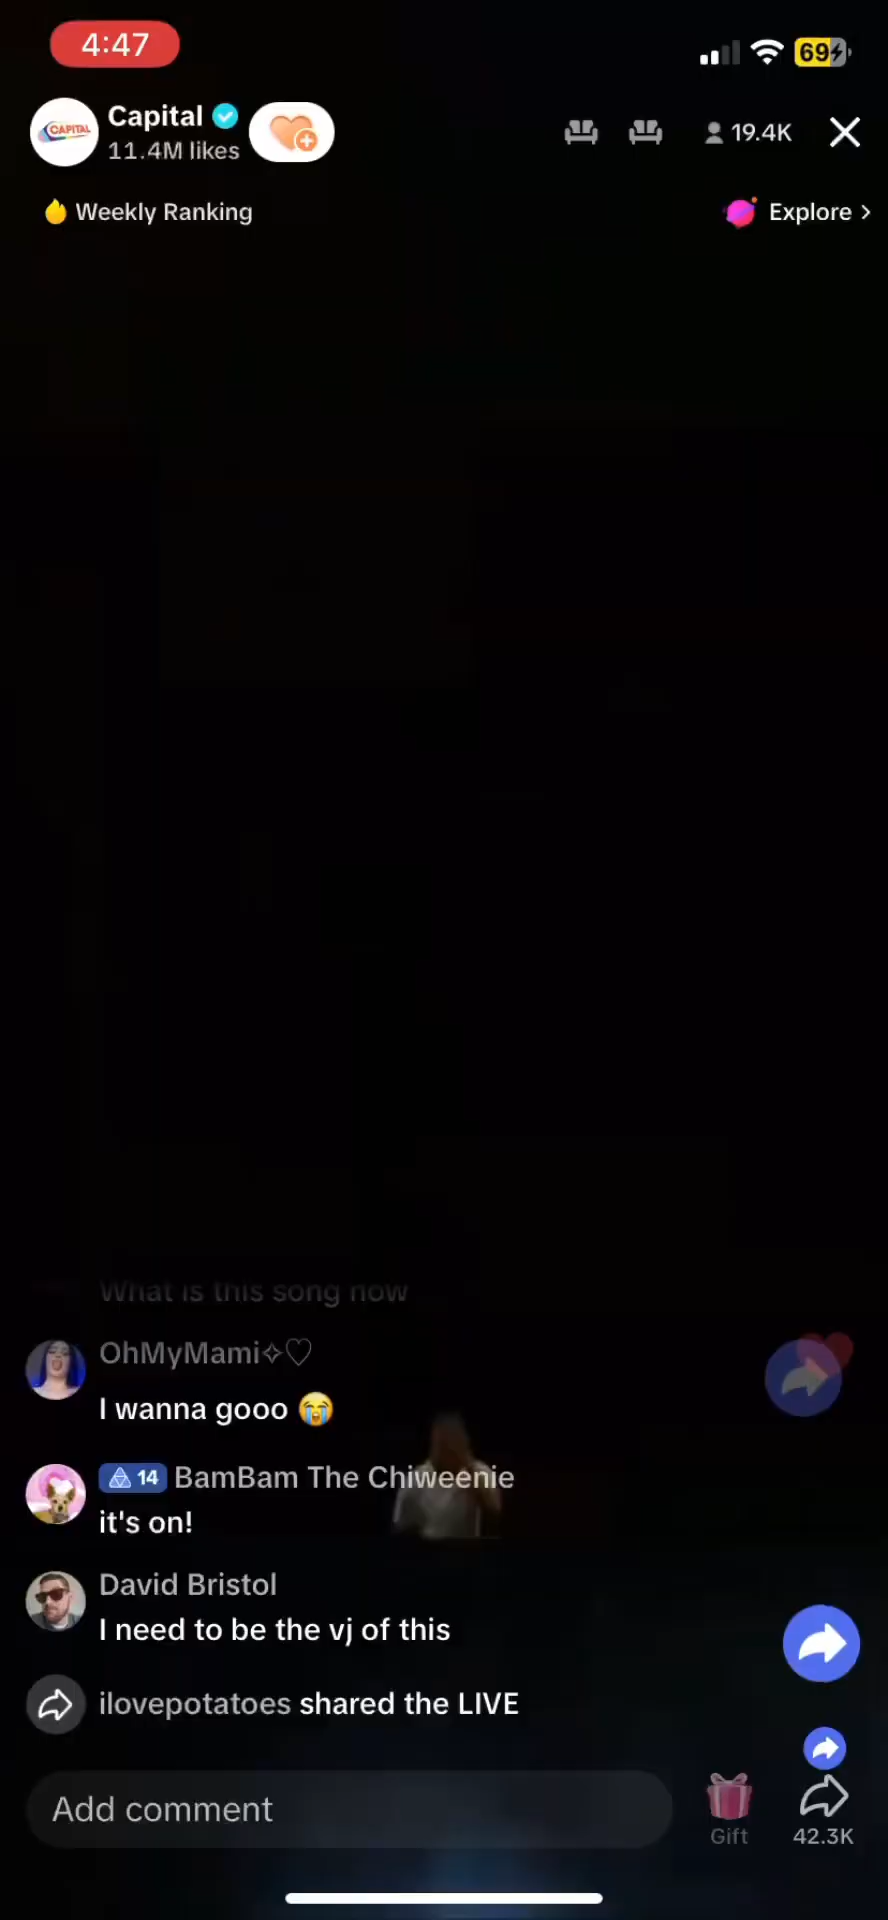 4:47
69
CAPITAL
Capital
11.4M likes
19.4K
Weekly Ranking
Explore >
What is this song now
OhMyMami✧♡
I wanna gooo 😭
14 BamBam The Chiweenie
it's on!
David Bristol
I need to be the vj of this
ilovepotatoes shared the LIVE
Add comment
Gift
42.3K